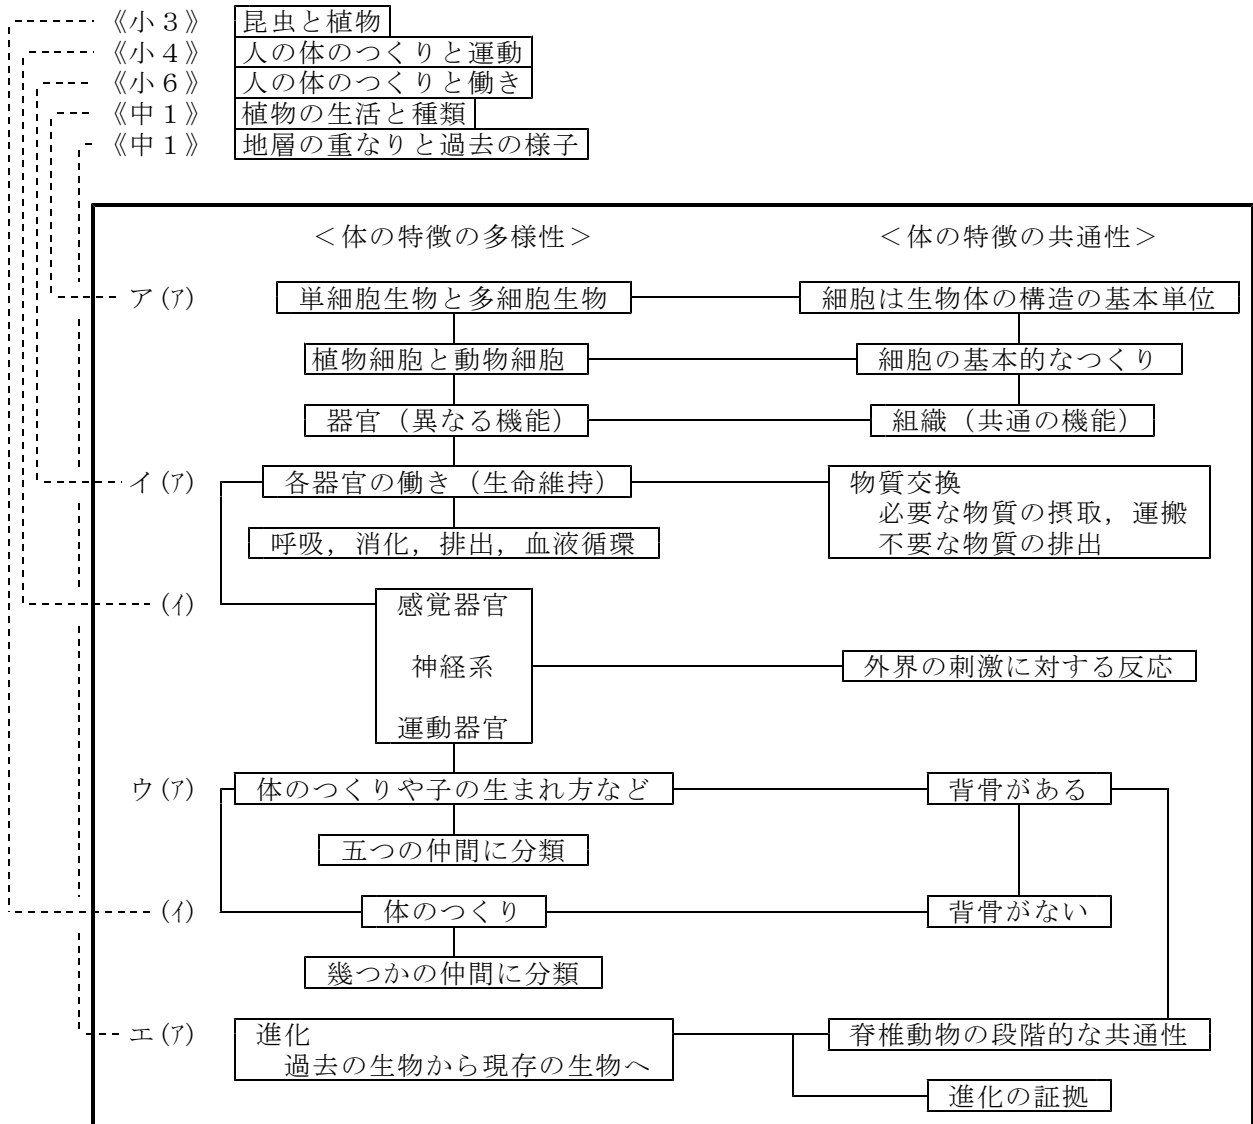 《小３》 昆虫と植物
《小４》 人の体のつくりと運動
《小６》 人の体のつくりと働き
《中１》 植物の生活と種類
《中１》 地層の重なりと過去の様子
＜体の特徴の多様性＞ ＜体の特徴の共通性＞
ア(ｱ) 単細胞生物と多細胞生物 細胞は生物体の構造の基本単位
植物細胞と動物細胞 細胞の基本的なつくり
器官（異なる機能） 組織（共通の機能）
イ(ｱ) 各器官の働き（生命維持） 物質交換
必要な物質の摂取，運搬
呼吸，消化，排出，血液循環 不要な物質の排出
(ｲ) 感覚器官
神経系 外界の刺激に対する反応
運動器官
ウ(ｱ) 体のつくりや子の生まれ方など 背骨がある
五つの仲間に分類
(ｲ) 体のつくり 背骨がない
幾つかの仲間に分類
エ(ｱ) 進化 脊椎動物の段階的な共通性
過去の生物から現存の生物へ
進化の証拠